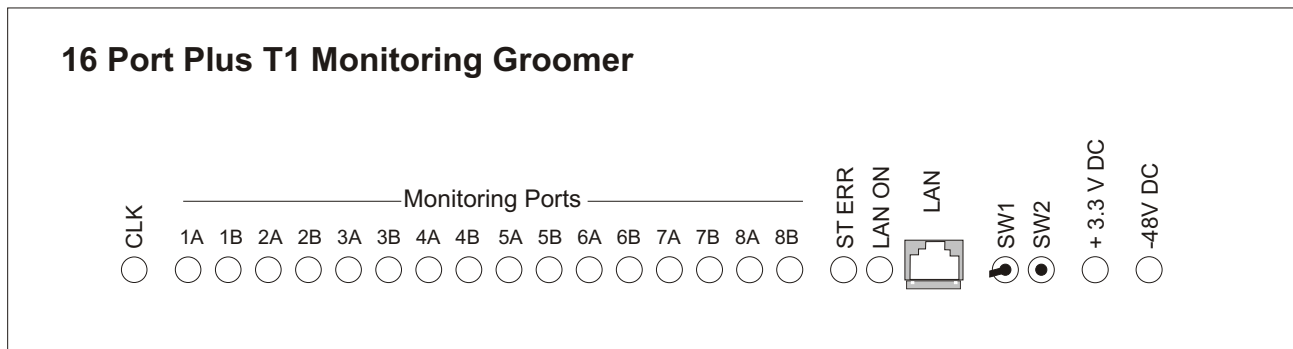 16 Port Plus T1 Monitoring Groomer
Monitoring Ports
CLK
1A 1B 2A 2B 3A 3B 4A 4B 5A 5B 6A 6B 7A 7B 8A 8B
ST ERR
LAN ON
LAN
SW1
SW2
+ 3.3 V DC
-48V DC